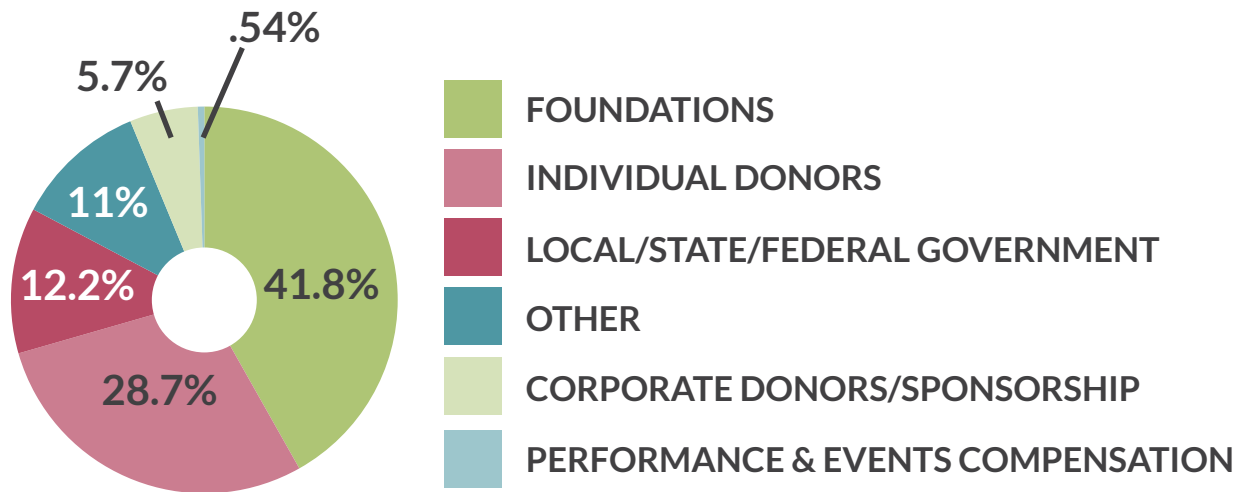 .54%
5.7%
11%
12.2%
41.8%
28.7%
FOUNDATIONS
INDIVIDUAL DONORS
LOCAL/STATE/FEDERAL GOVERNMENT
OTHER
CORPORATE DONORS/SPONSORSHIP
PERFORMANCE & EVENTS COMPENSATION